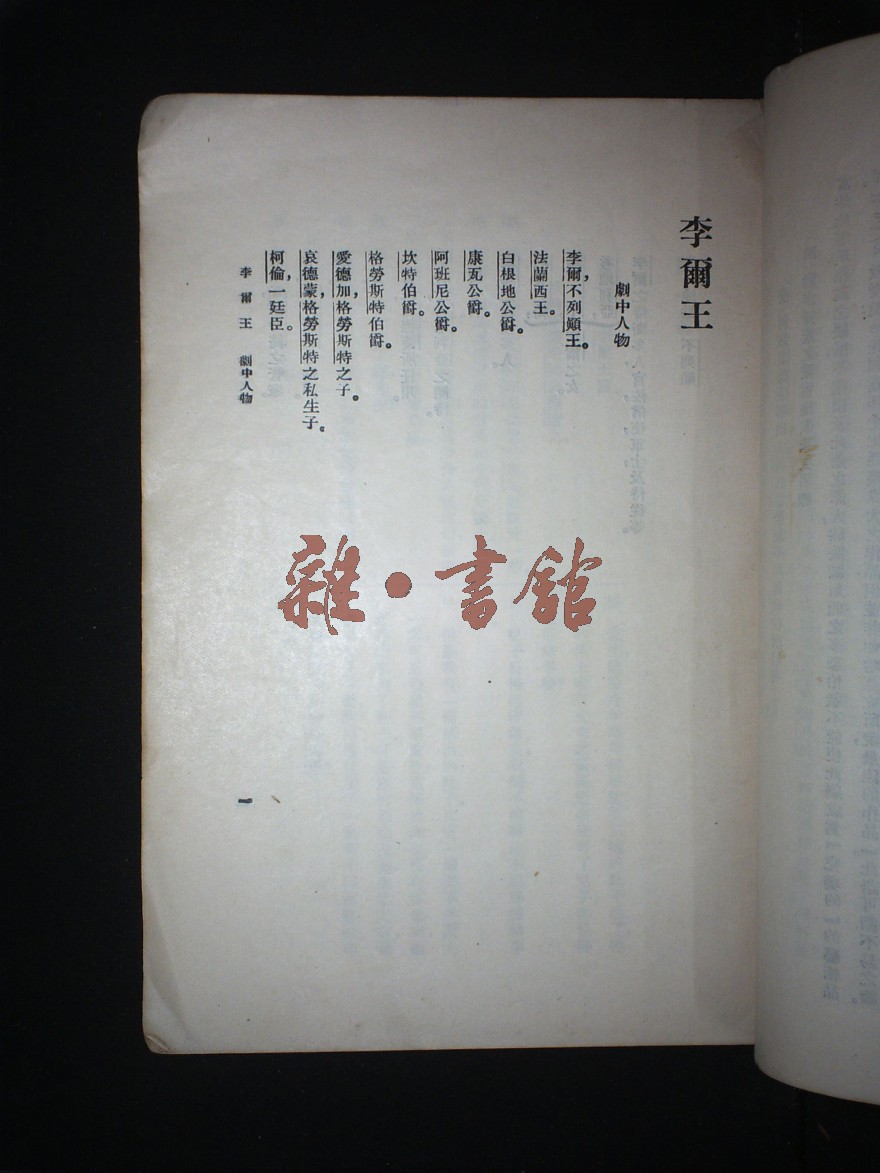 李爾王
劇中人物
李爾，不列顚王。
法蘭西王。
白根地公爵。
康瓦公爵。
阿班尼公爵。
坎特伯爵。
格勞斯特伯爵。
愛德加，格勞斯特之子。
哀德蒙，格勞斯特之私生子。
柯倫，一廷臣。
李爾王 劇中人物
一
雜·書館